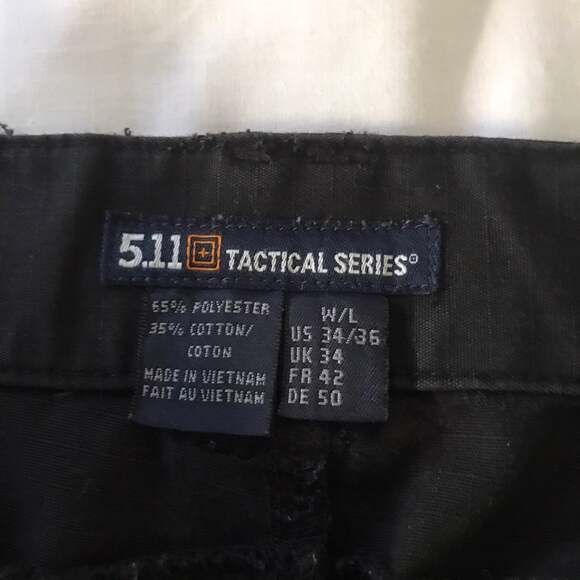 5.11 TACTICAL SERIES®
65% POLYESTER
35% COTTON/
COTON
MADE IN VIETNAM
FAIT AU VIETNAM
W/L
US 34/36
UK 34
FR 42
DE 50